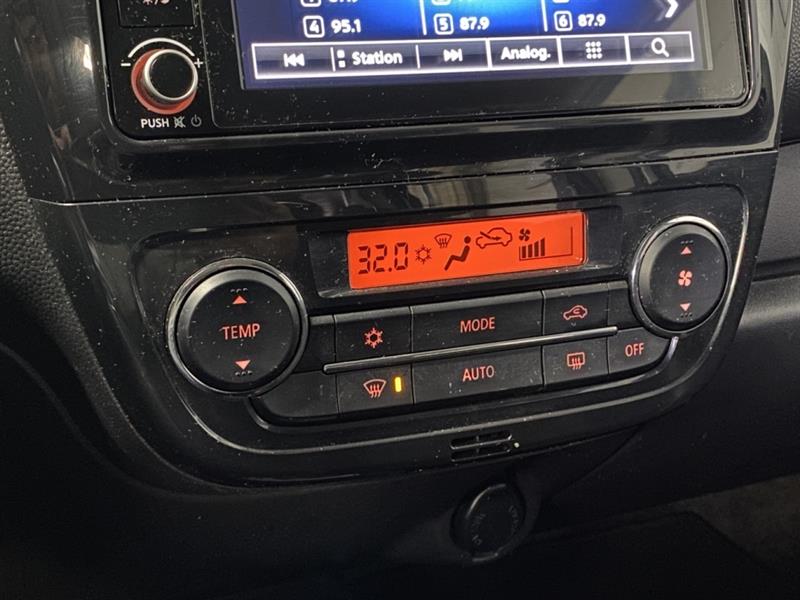 4 95.1 5 87.9 6 87.9
Station Analog.
− +
PUSH
32.0
TEMP
MODE
AUTO
OFF